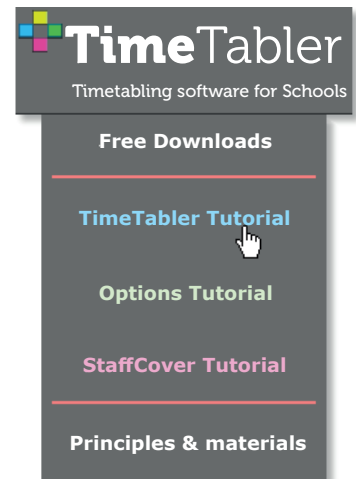 TimeTabler
Timetabling software for Schools
Free Downloads
TimeTabler Tutorial
Options Tutorial
StaffCover Tutorial
Principles & materials